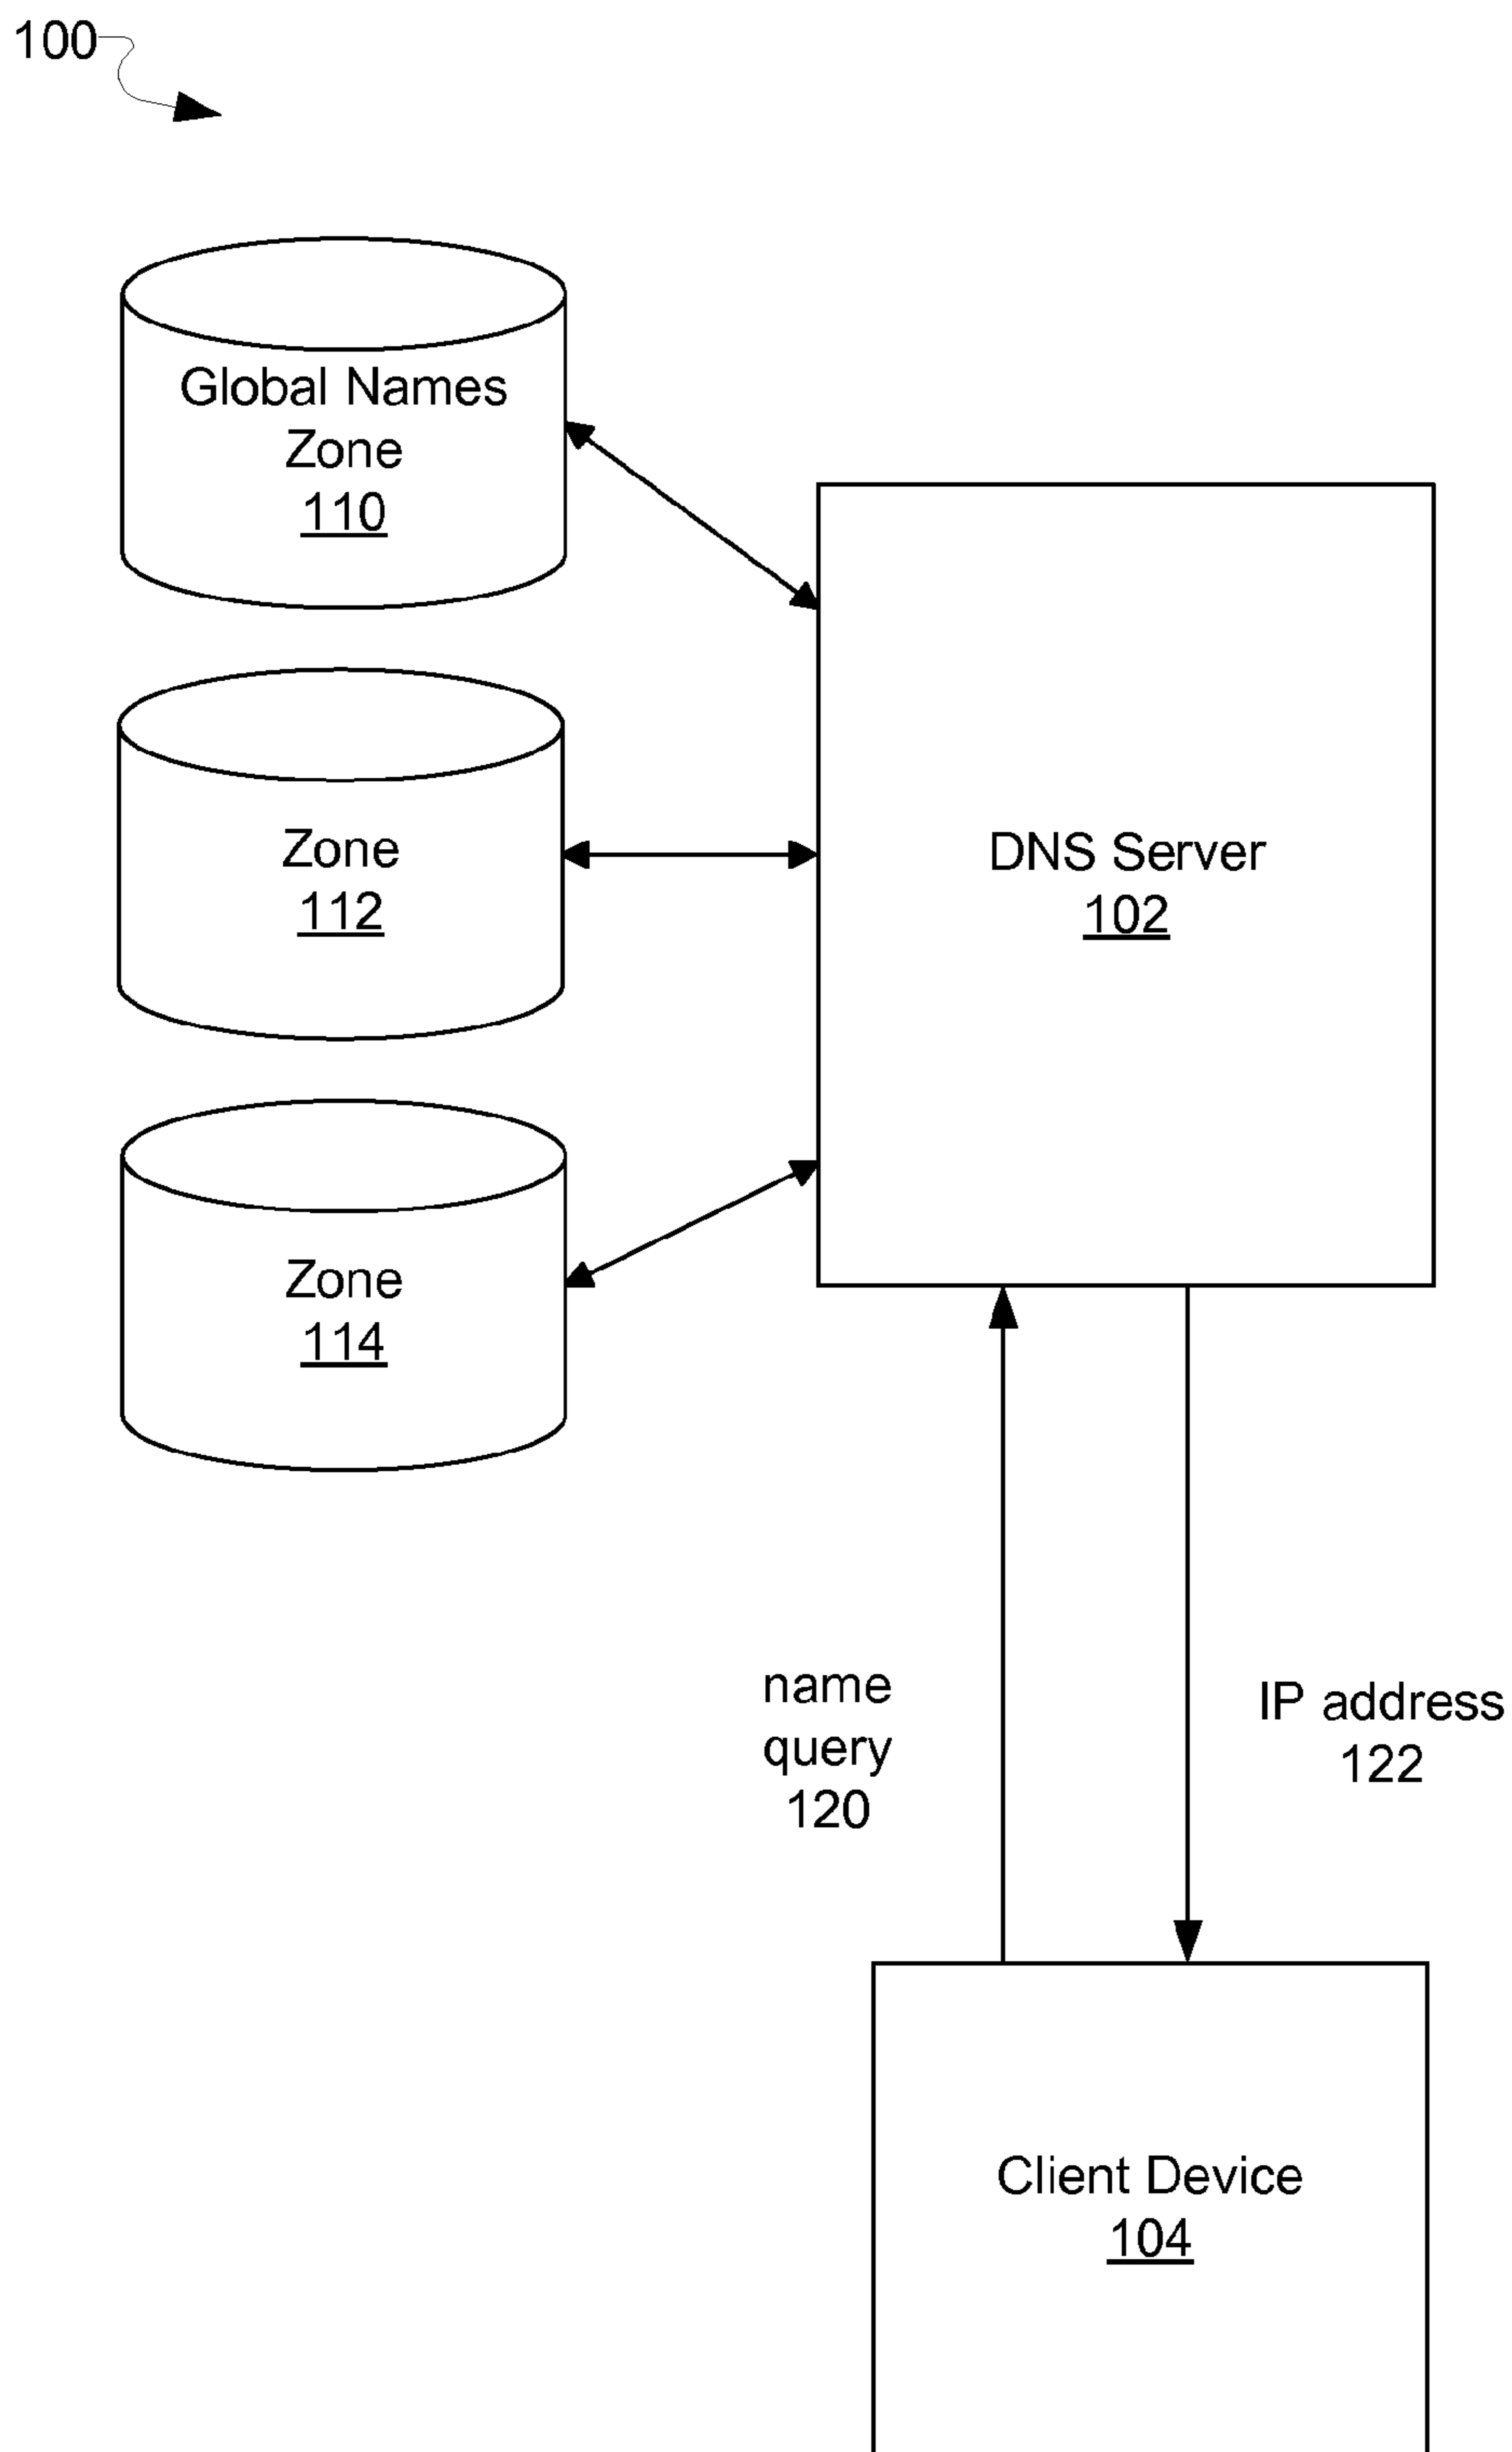 100
Global Names
Zone
110
Zone
112
DNS Server
102
Zone
114
name
query
120
IP address
122
Client Device
104